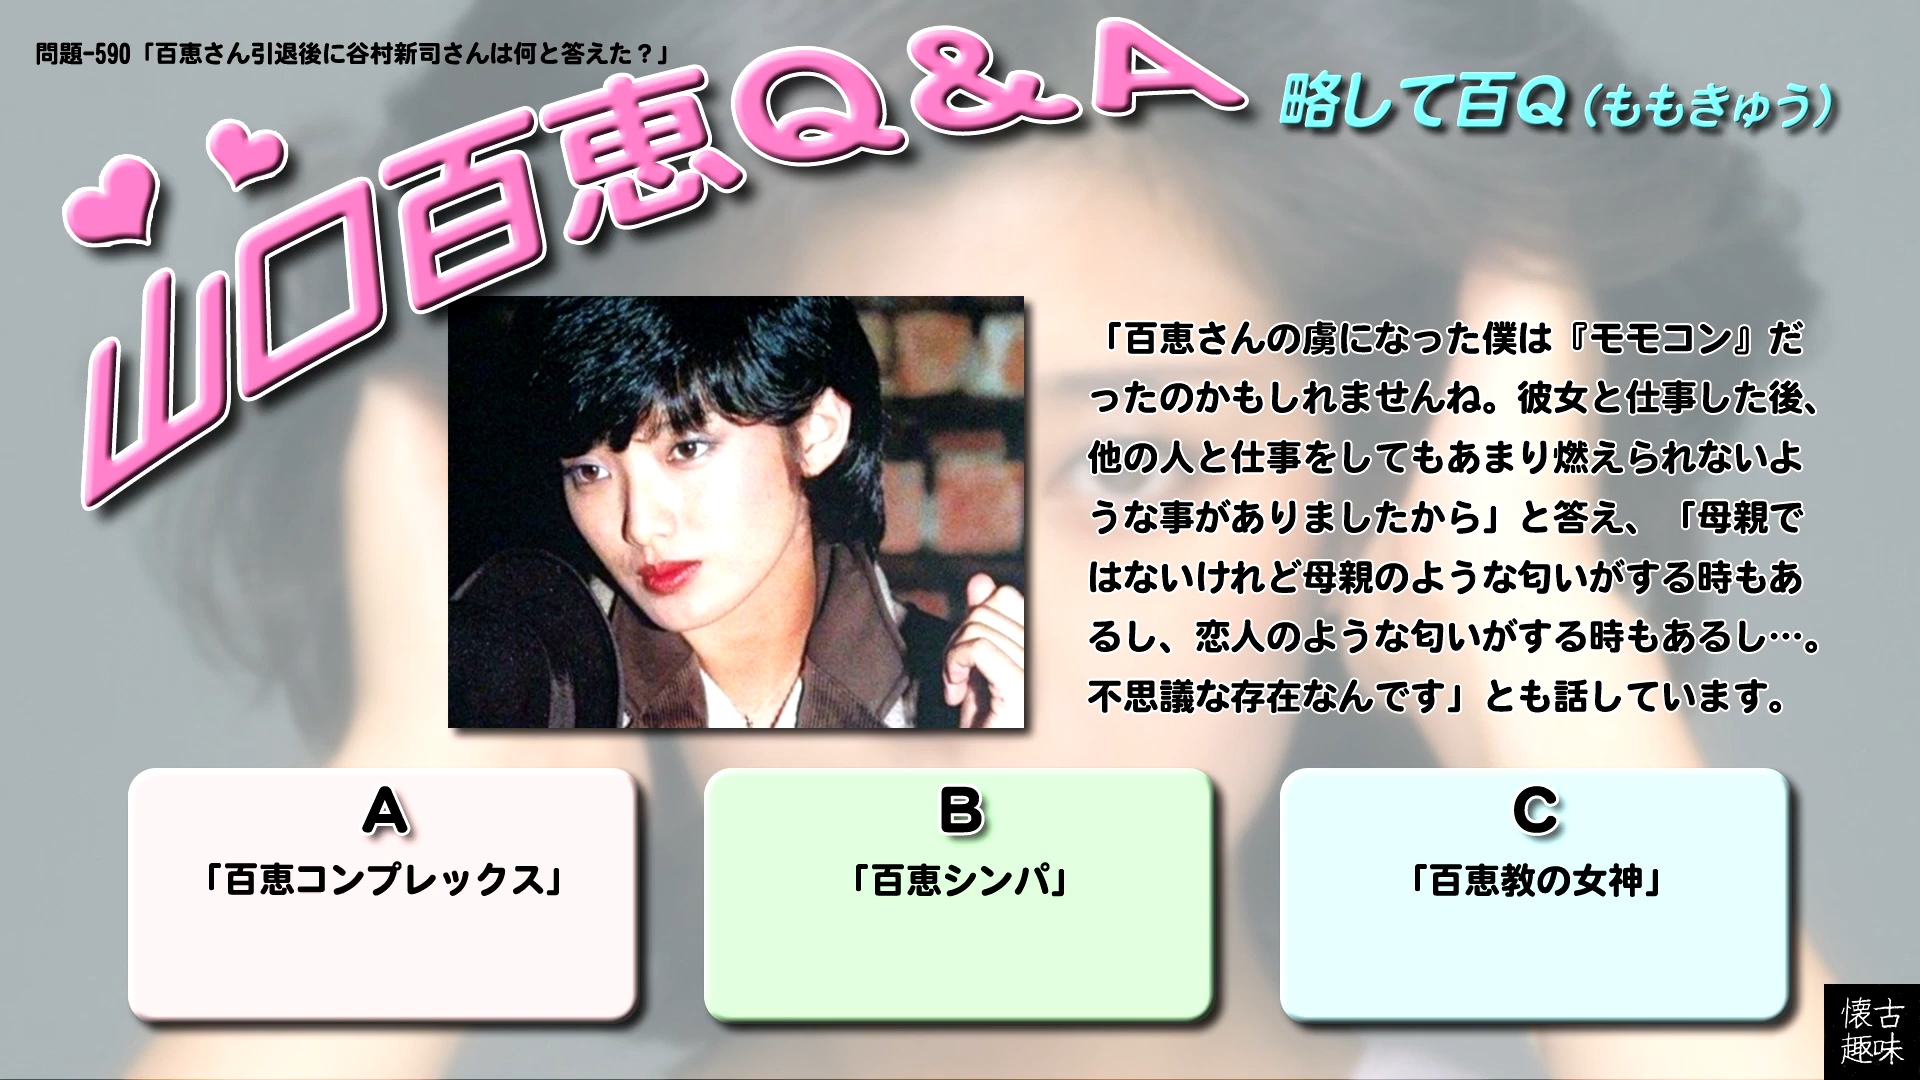 問題-590「百恵さん引退後に谷村新司さんは何と答えた？」
山口百恵Q&A
略して百Q（ももきゅう）
「百恵さんの虜になった僕は『モモコン』だ
ったのかもしれませんね。彼女と仕事した後、
他の人と仕事をしてもあまり燃えられないよ
うな事がありましたから」と答え、「母親で
はないけれど母親のような匂いがする時もあ
るし、恋人のような匂いがする時もあるし…。
不思議な存在なんです」とも話しています。
A
「百恵コンプレックス」
B
「百恵シンパ」
C
「百恵教の女神」
懐古
趣味